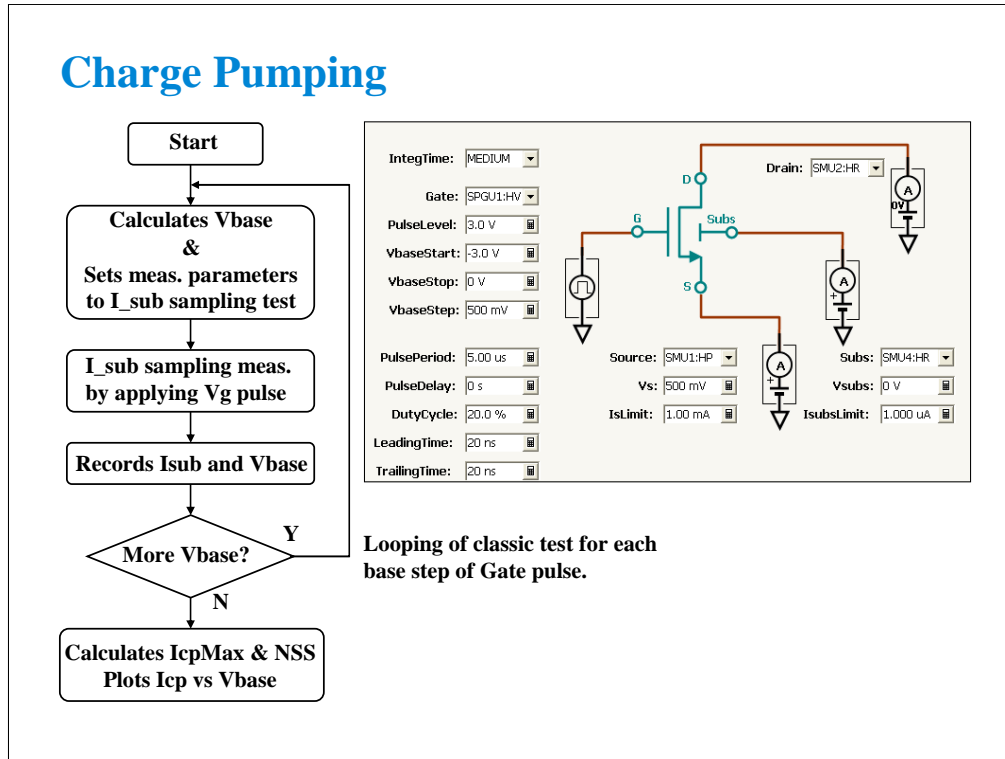 Charge Pumping
Start
Calculates Vbase
&
Sets meas. parameters
to I_sub sampling test
I_sub sampling meas.
by applying Vg pulse
Records Isub and Vbase
More Vbase?
Y
N
Calculates IcpMax & NSS
Plots Icp vs Vbase
IntegTime: MEDIUM
Gate: SPGU1:HV
PulseLevel: 3.0 V
VbaseStart: -3.0 V
VbaseStop: 0 V
VbaseStep: 500 mV
PulsePeriod: 5.00 us
PulseDelay: 0 s
DutyCycle: 20.0 %
LeadingTime: 20 ns
TrailingTime: 20 ns
D
G
Subs
S
Drain: SMU2:HR
A
0V
A
+
A
+
Source: SMU1:HP
Vs: 500 mV
IsLimit: 1.00 mA
Subs: SMU4:HR
Vsubs: 0 V
IsubsLimit: 1.000 uA
Looping of classic test for each
base step of Gate pulse.